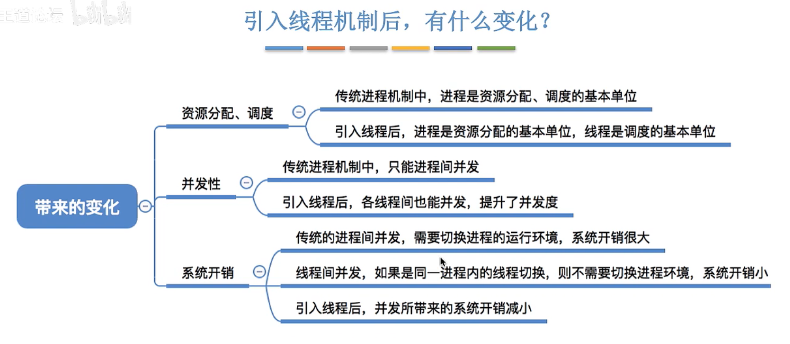 引入线程机制后，有什么变化？
资源分配、调度
传统进程机制中，进程是资源分配、调度的基本单位
引入线程后，进程是资源分配的基本单位，线程是调度的基本单位
带来的变化
并发性
传统进程机制中，只能进程间并发
引入线程后，各线程间也能并发，提升了并发度
系统开销
传统的进程间并发，需要切换进程的运行环境，系统开销很大
线程间并发，如果是同一进程内的线程切换，则不需要切换进程环境，系统开销小
引入线程后，并发所带来的系统开销减小